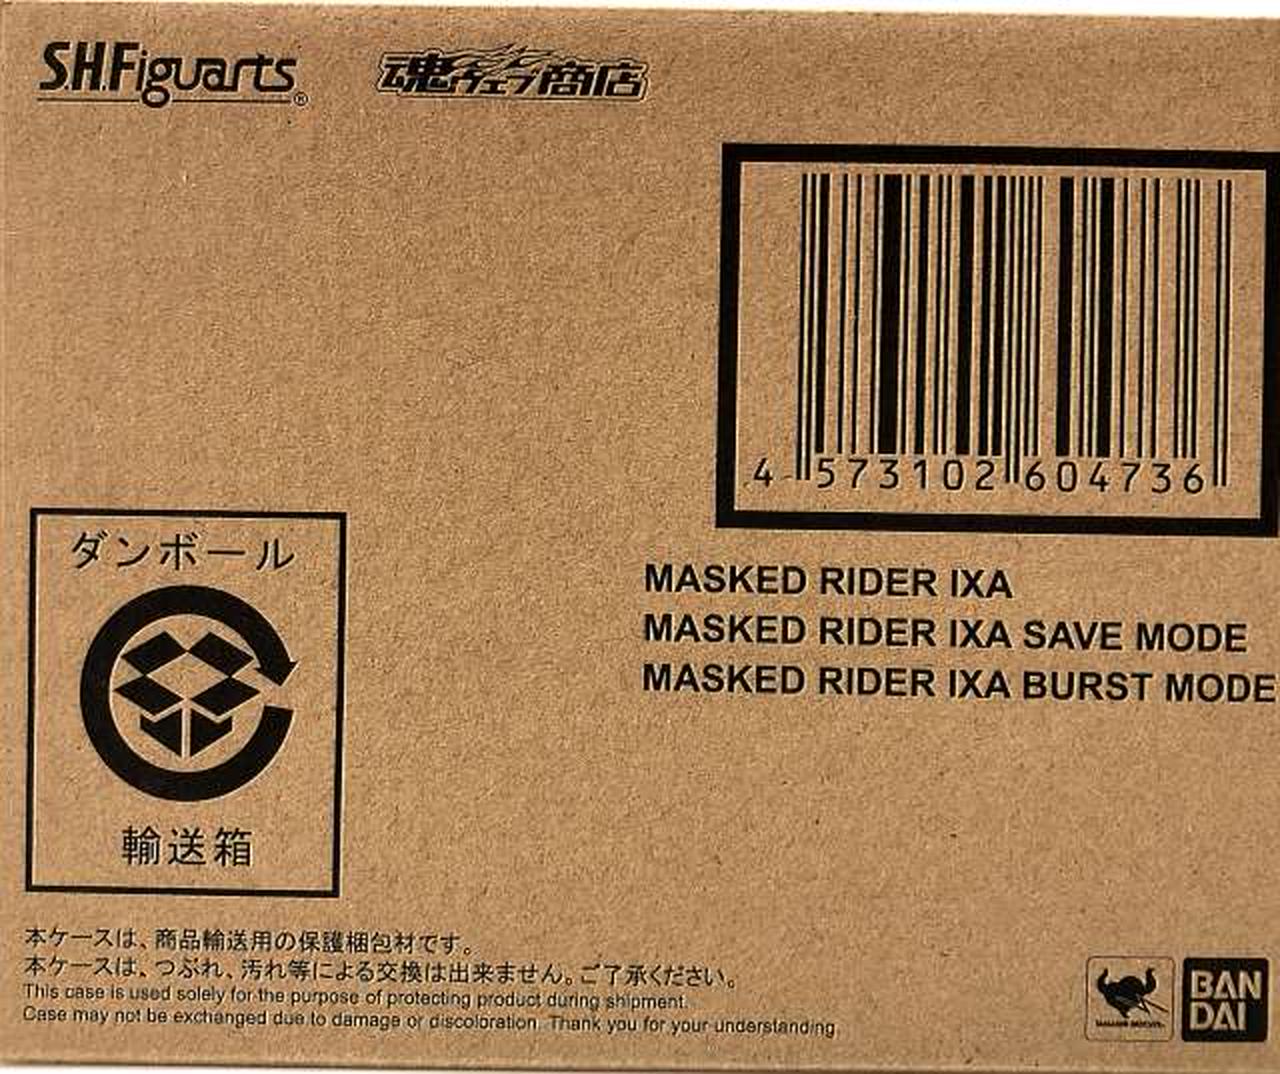 S.H.Figuarts®
魂ウェブ商店
4 573102 604736
MASKED RIDER IXA
MASKED RIDER IXA SAVE MODE
MASKED RIDER IXA BURST MODE
ダンボール
輸送箱
本ケースは、商品輸送用の保護梱包材です。
本ケースは、つぶれ、汚れ等による交換は出来ません。ご了承ください。
This case is used solely for the purpose of protecting product during shipment.
Case may not be exchanged due to damage or discoloration. Thank you for your understanding.
BAN
DAI